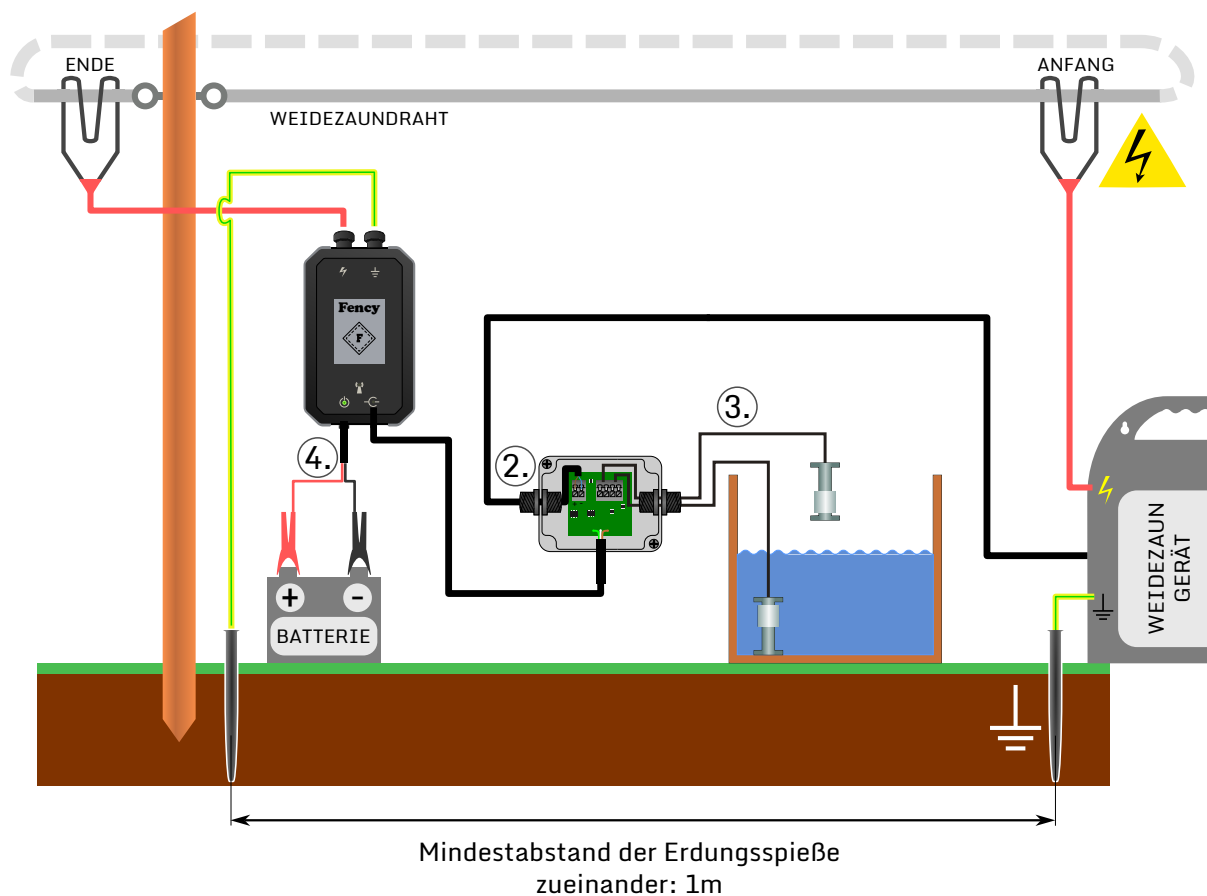 ENDE
ANFANG
WEIDEZAUNDRAHT
Fency
F
3.
2.
4.
+
-
BATTERIE
WEIDEZAUN
GERÄT
Mindestabstand der Erdungsspieße
zueinander: 1m